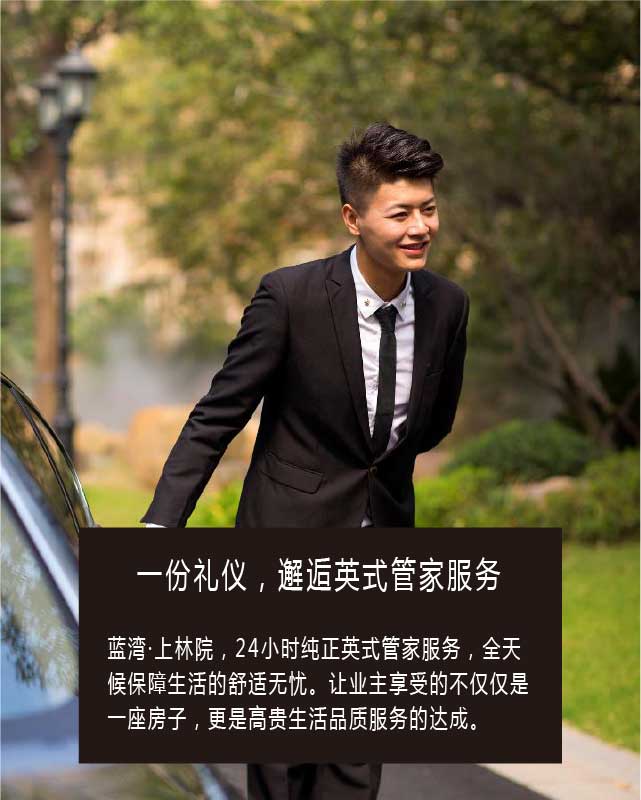 一份礼仪，邂逅英式管家服务
蓝湾·上林院，24小时纯正英式管家服务，全天
候保障生活的舒适无忧。让业主享受的不仅仅是
一座房子，更是高贵生活品质服务的达成。